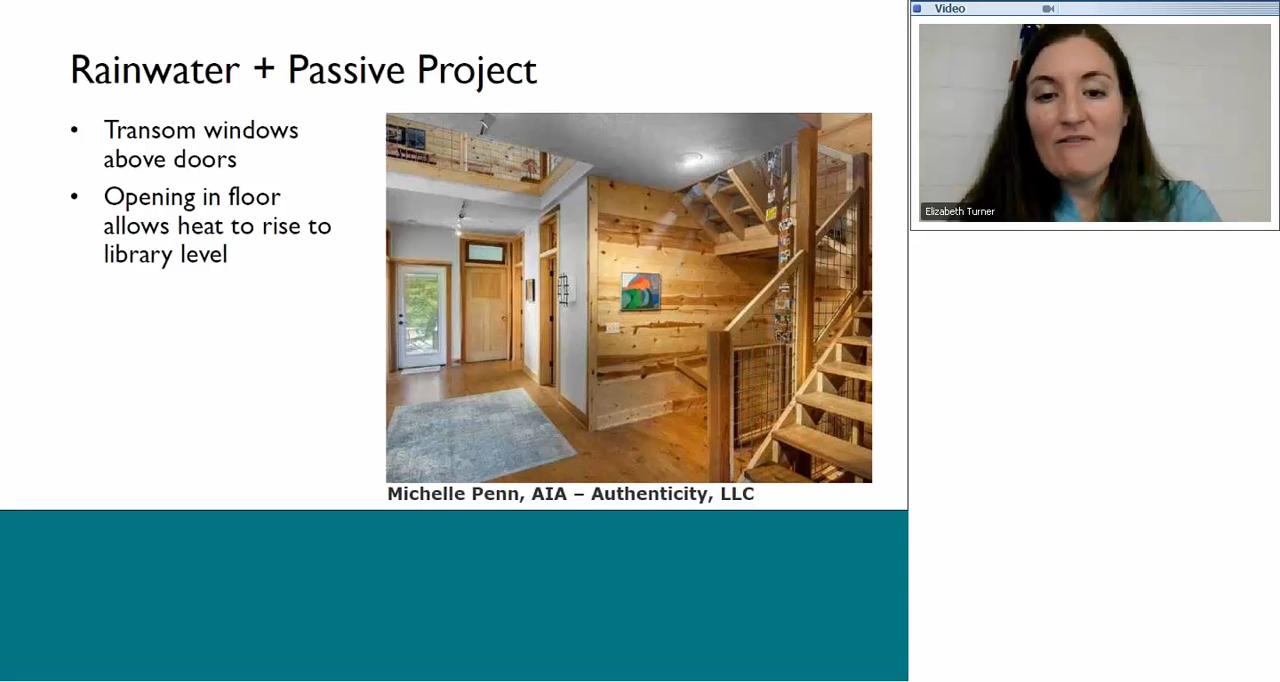 Rainwater + Passive Project
• Transom windows
above doors
• Opening in floor
allows heat to rise to
library level
Michelle Penn, AIA – Authenticity, LLC
Video
Elizabeth Turner